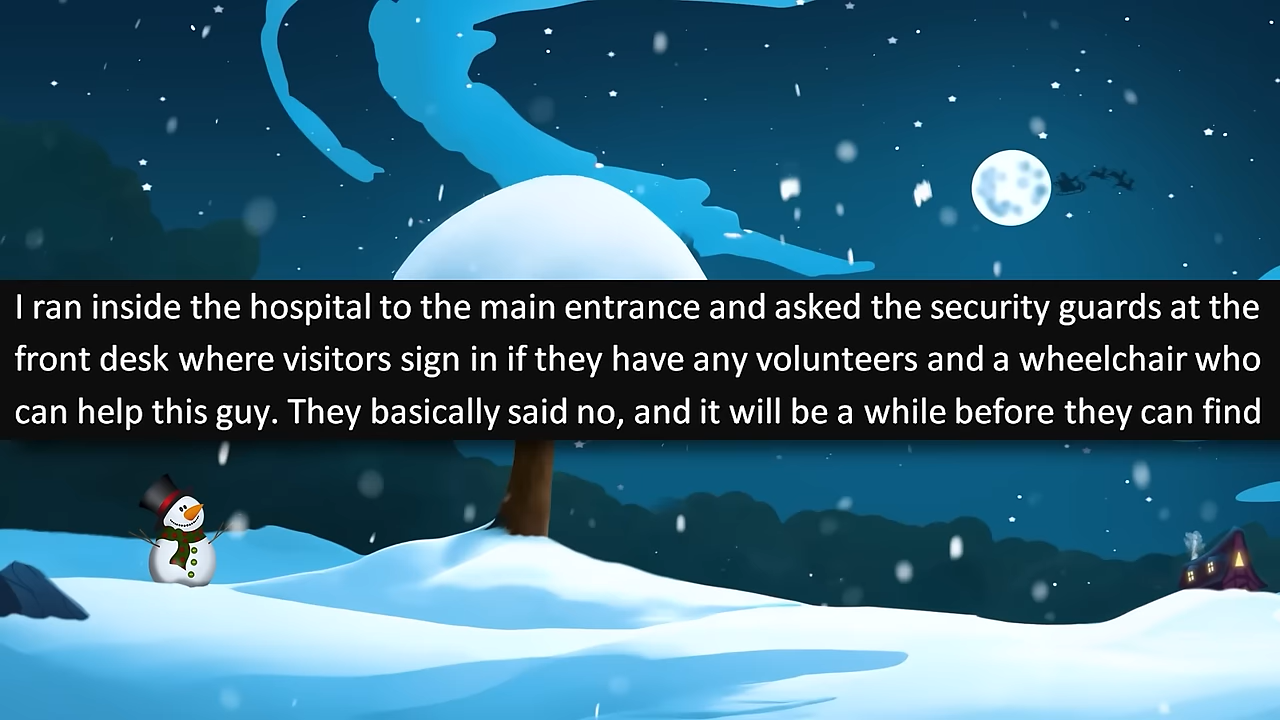 I ran inside the hospital to the main entrance and asked the security guards at the
front desk where visitors sign in if they have any volunteers and a wheelchair who
can help this guy. They basically said no, and it will be a while before they can find